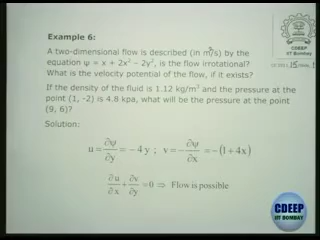 Example 6:
A two-dimensional flow is described (in m²/s) by the
equation ψ = x + 2x² – 2y², is the flow irrotational?
What is the velocity potential of the flow, if it exists?
If the density of the fluid is 1.12 kg/m³ and the pressure at the
point (1, -2) is 4.8 kpa, what will be the pressure at the point
(9, 6)?
Solution:
u = ∂ψ/∂y = −4y ; v = −∂ψ/∂x = −(1+4x)
∂u/∂x + ∂v/∂y = 0 ⇒ Flow is possible
CDEEP
IIT Bombay
CDEEP
IIT BOMBAY